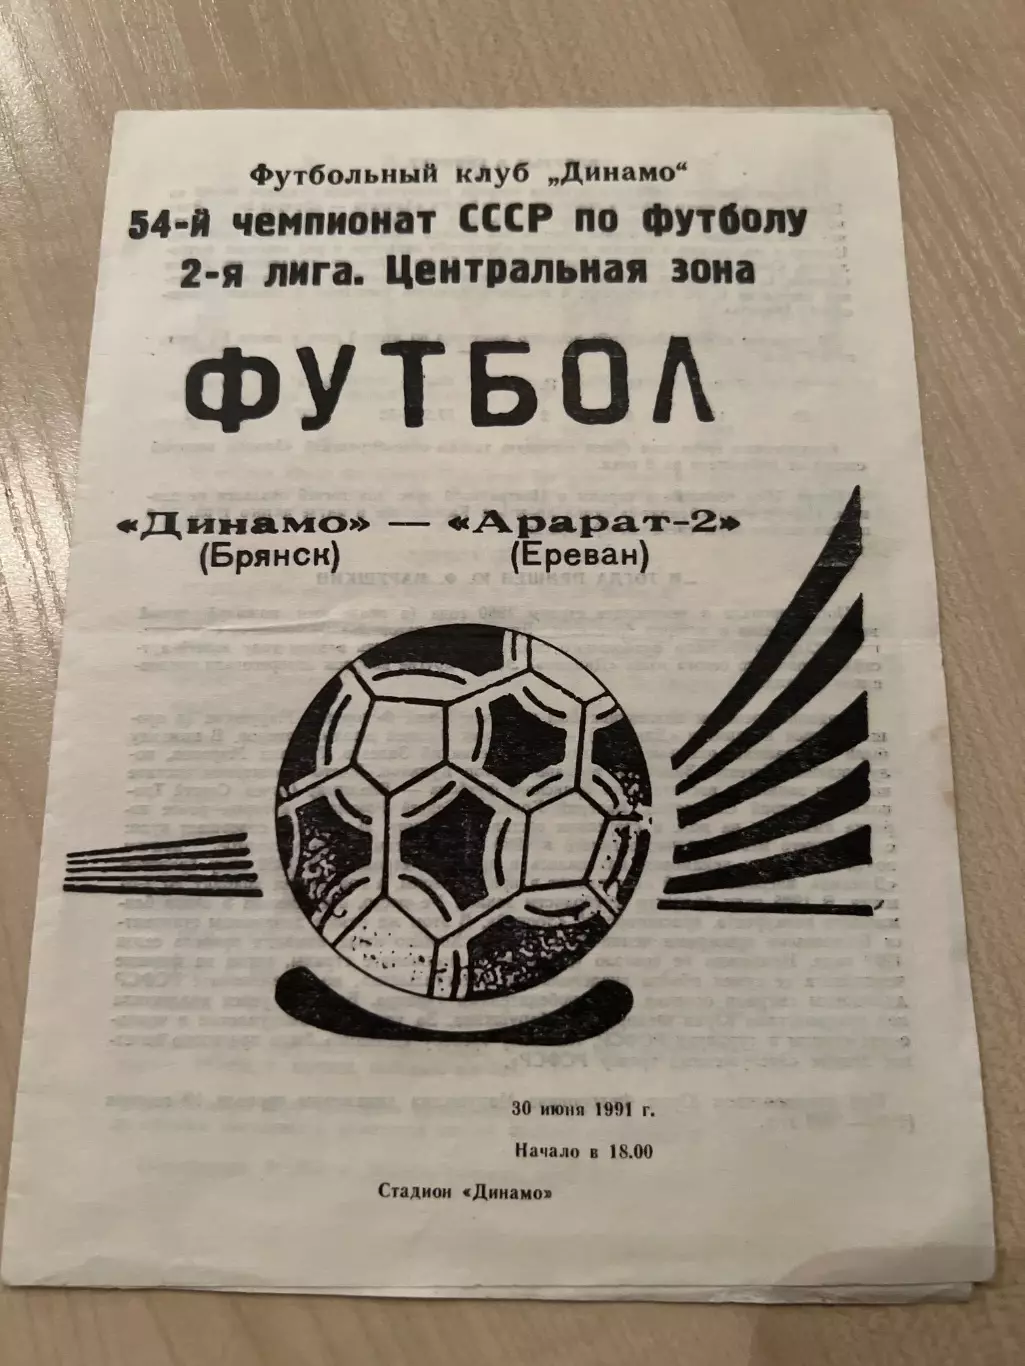 Футбольный клуб „Динамо“
54-й чемпионат СССР по футболу
2-я лига. Центральная зона
ФУТБОЛ
«Динамо» — «Арарат-2»
(Брянск) (Ереван)
30 июня 1991 г.
Начало в 18.00
Стадион «Динамо»